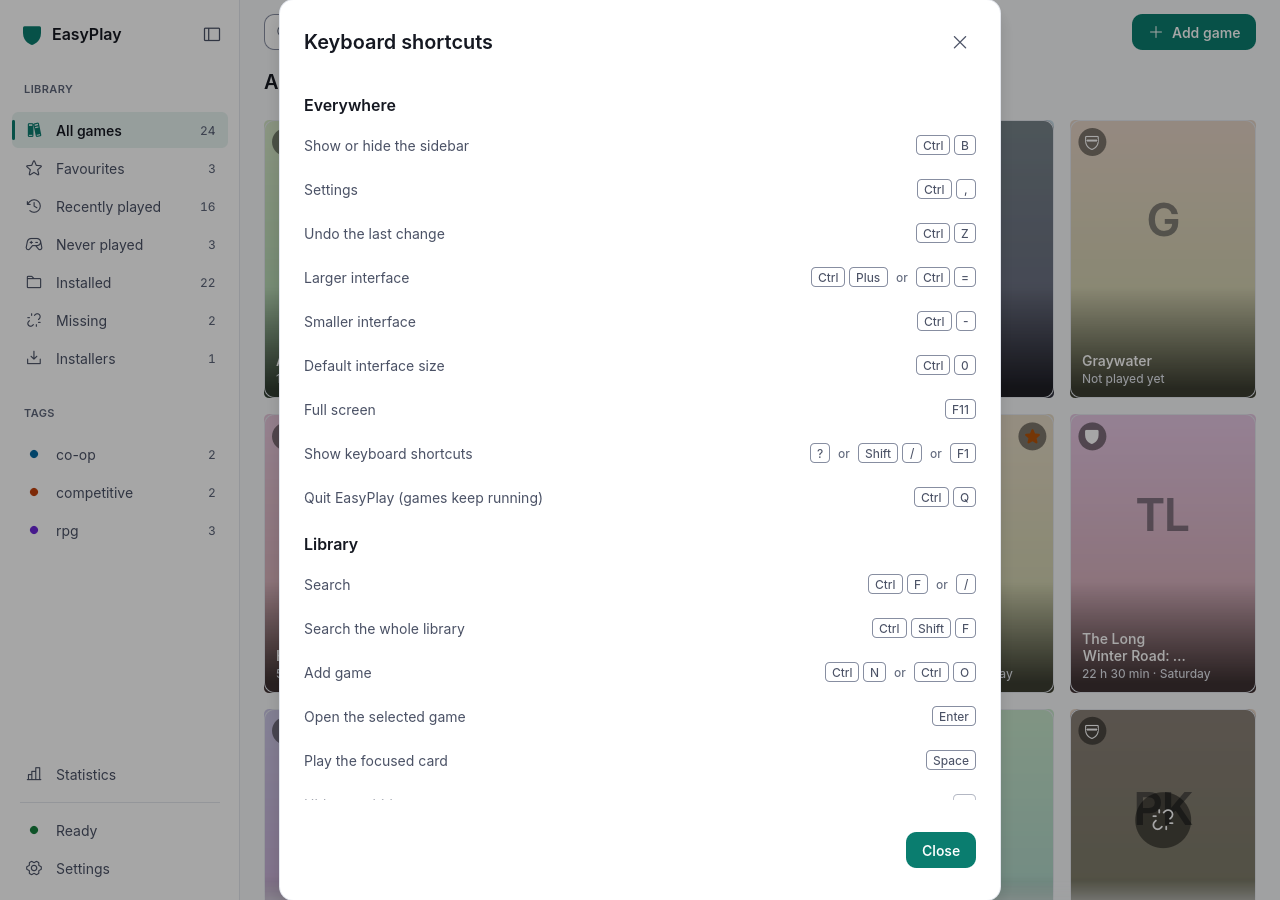 EasyPlay
LIBRARY
All games 24
Favourites 3
Recently played 16
Never played 3
Installed 22
Missing 2
Installers 1
TAGS
co-op 2
competitive 2
rpg 3
Statistics
Ready
Settings
Add game
Keyboard shortcuts
Everywhere
Show or hide the sidebar Ctrl B
Settings Ctrl ,
Undo the last change Ctrl Z
Larger interface Ctrl Plus or Ctrl =
Smaller interface Ctrl -
Default interface size Ctrl 0
Full screen F11
Show keyboard shortcuts ? or Shift / or F1
Quit EasyPlay (games keep running) Ctrl Q
Library
Search Ctrl F or /
Search the whole library Ctrl Shift F
Add game Ctrl N or Ctrl O
Open the selected game Enter
Play the focused card Space
Close
G
Graywater
Not played yet
TL
The Long
Winter Road: ...
22 h 30 min · Saturday
PK